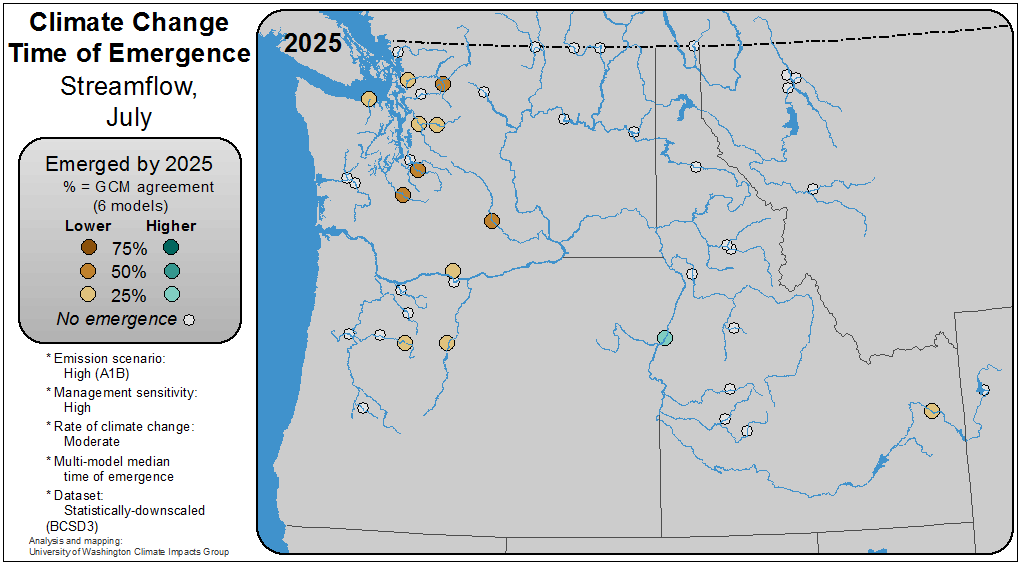 Climate Change
Time of Emergence
Streamflow,
July
2025
Emerged by 2025
% = GCM agreement
(6 models)
Lower Higher
75%
50%
25%
No emergence
* Emission scenario:
High (A1B)
* Management sensitivity:
High
* Rate of climate change:
Moderate
* Multi-model median
time of emergence
* Dataset:
Statistically-downscaled
(BCSD3)
Analysis and mapping:
University of Washington Climate Impacts Group